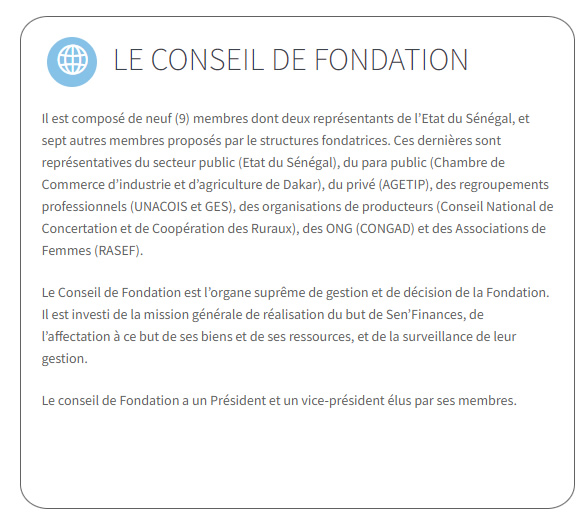 LE CONSEIL DE FONDATION
Il est composé de neuf (9) membres dont deux représentants de l'Etat du Sénégal, et
sept autres membres proposés par le structures fondatrices. Ces dernières sont
représentatives du secteur public (Etat du Sénégal), du para public (Chambre de
Commerce d'industrie et d'agriculture de Dakar), du privé (AGETIP), des regroupements
professionnels (UNACOIS et GES), des organisations de producteurs (Conseil National de
Concertation et de Coopération des Ruraux), des ONG (CONGAD) et des Associations de
Femmes (RASEF).
Le Conseil de Fondation est l'organe suprême de gestion et de décision de la Fondation.
Il est investi de la mission générale de réalisation du but de Sen'Finances, de
l'affectation à ce but de ses biens et de ses ressources, et de la surveillance de leur
gestion.
Le conseil de Fondation a un Président et un vice-président élus par ses membres.